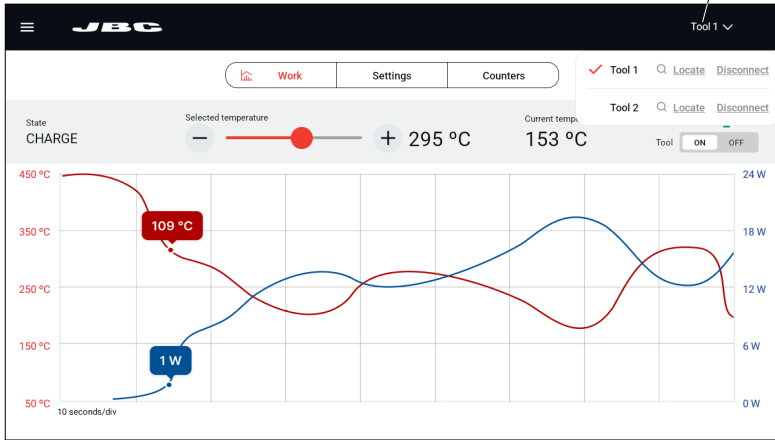 JBC
Tool 1
Work
Settings
Counters
Tool 1 Locate Disconnect
Tool 2 Locate Disconnect
State
CHARGE
Selected temperature
295 ºC
Current temp
153 ºC
Tool ON OFF
450 ºC
24 W
109 ºC
350 ºC
18 W
250 ºC
12 W
150 ºC
6 W
1 W
50 ºC
0 W
10 seconds/div